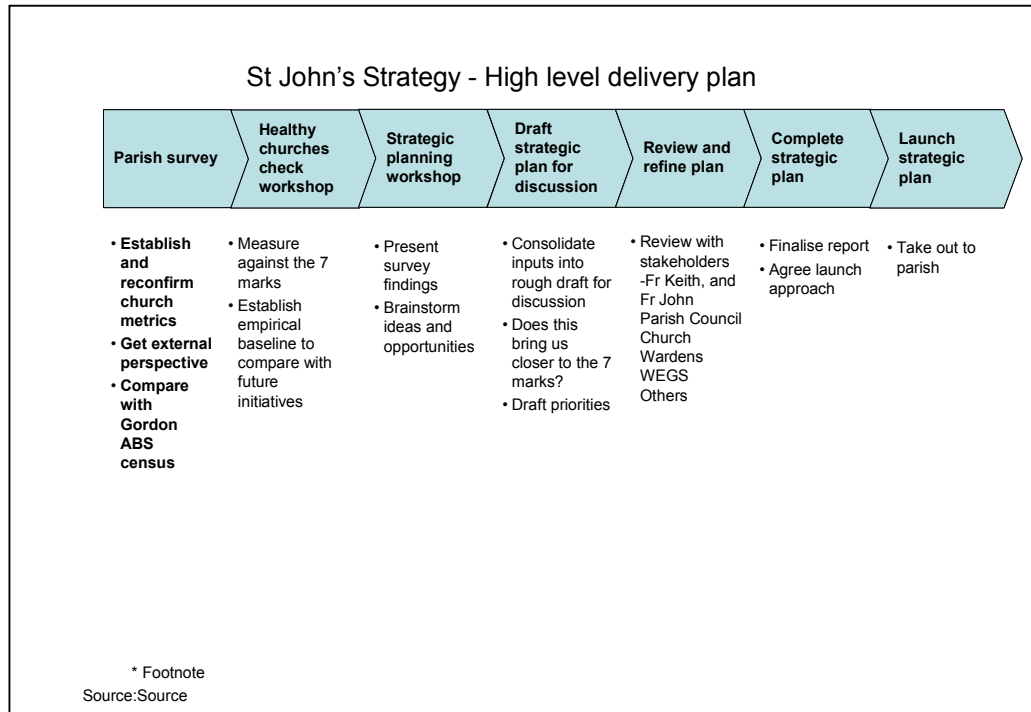 St John's Strategy - High level delivery plan
Parish survey
Healthy
churches
check
workshop
Strategic
planning
workshop
Draft
strategic
plan for
discussion
Review and
refine plan
Complete
strategic
plan
Launch
strategic
plan
• Establish
and
reconfirm
church
metrics
• Get external
perspective
• Compare
with
Gordon
ABS
census
• Measure
against the 7
marks
• Establish
empirical
baseline to
compare with
future
initiatives
• Present
survey
findings
• Brainstorm
ideas and
opportunities
• Consolidate
inputs into
rough draft for
discussion
• Does this
bring us
closer to the 7
marks?
• Draft priorities
• Review with
stakeholders
-Fr Keith, and
Fr John
Parish Council
Church
Wardens
WEGS
Others
• Finalise report
• Agree launch
approach
• Take out to
parish
* Footnote
Source:Source